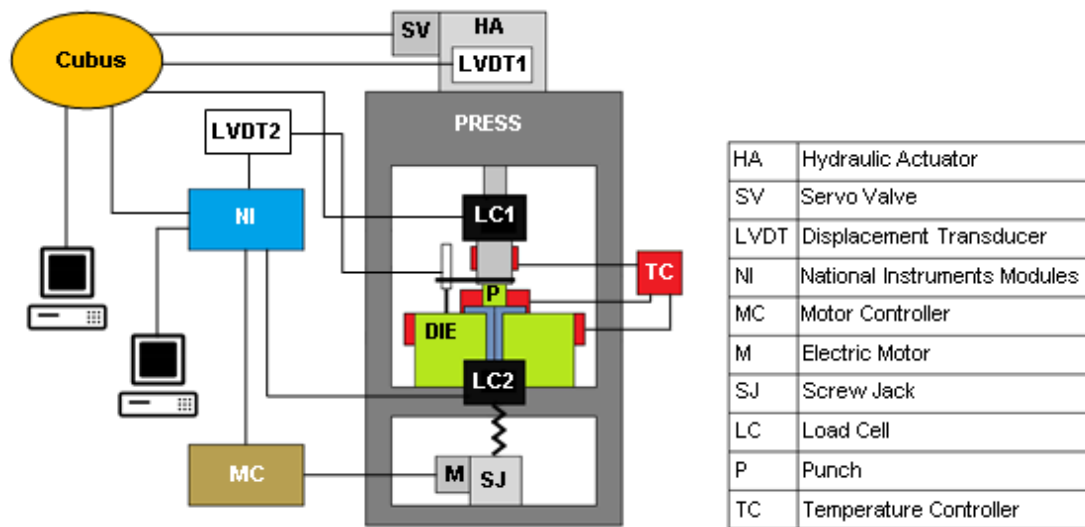 SV
HA
Cubus
LVDT1
PRESS
LVDT2
NI
LC1
TC
P
DIE
LC2
MC
M
SJ
HA Hydraulic Actuator
SV Servo Valve
LVDT Displacement Transducer
NI National Instruments Modules
MC Motor Controller
M Electric Motor
SJ Screw Jack
LC Load Cell
P Punch
TC Temperature Controller